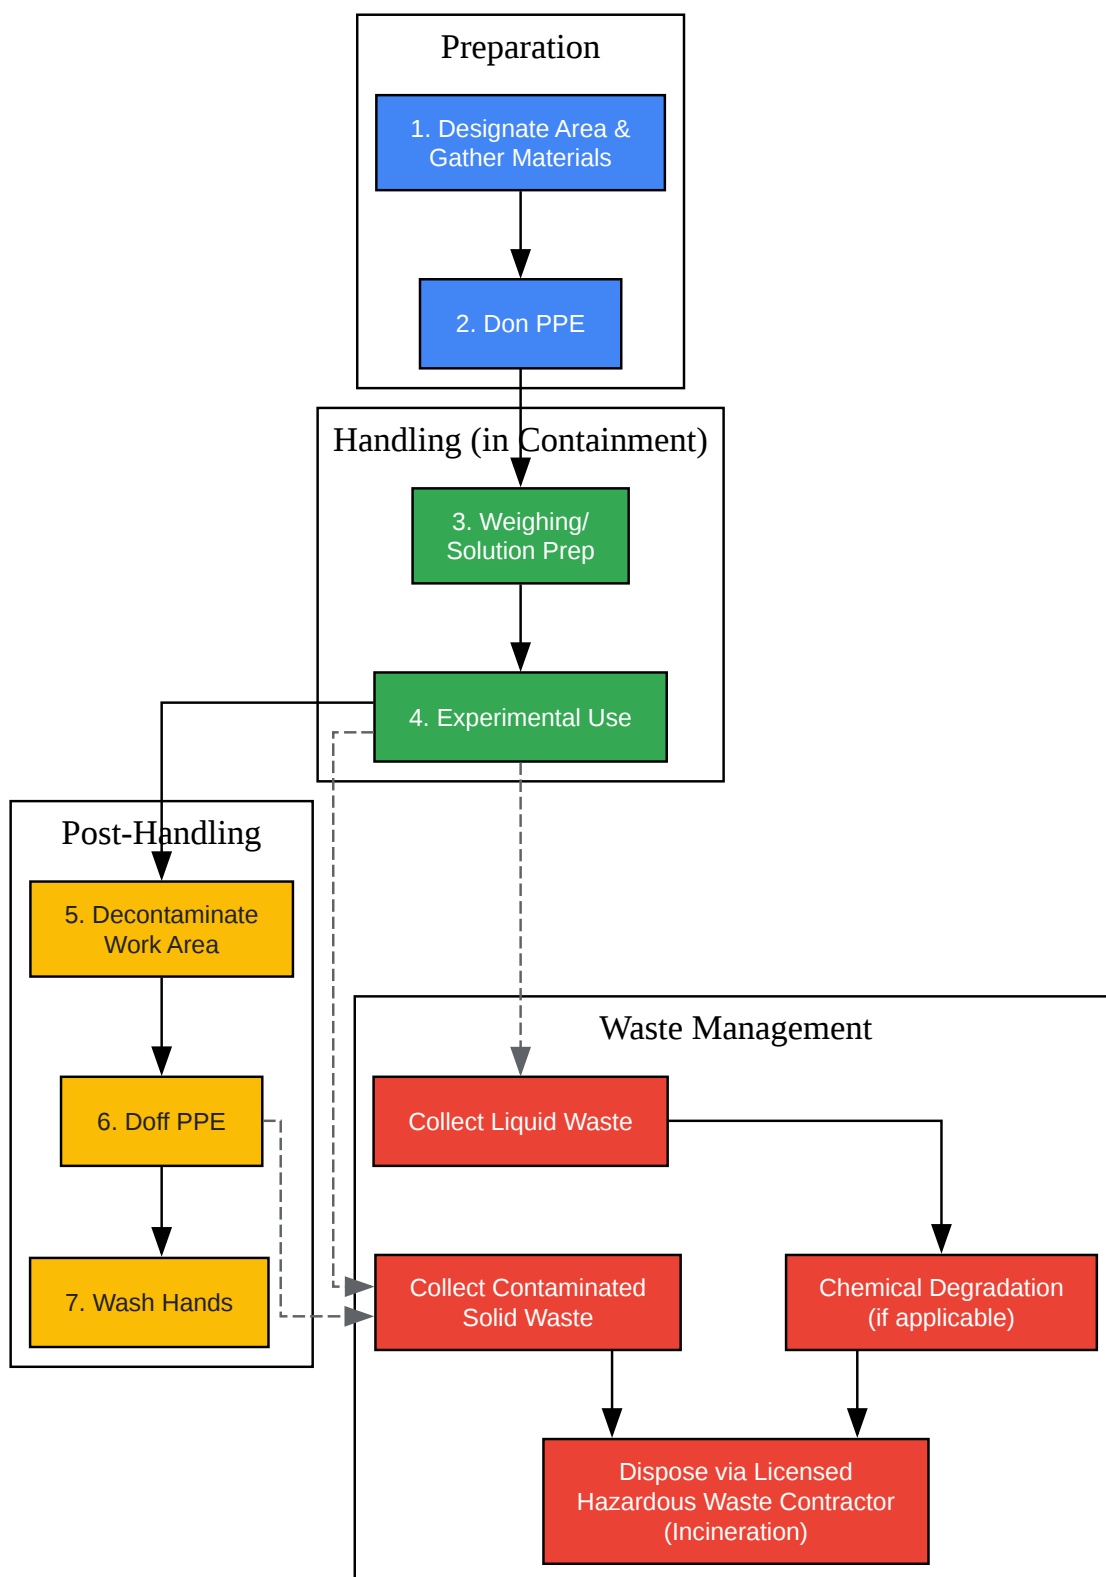 Preparation
1. Designate Area &
Gather Materials
2. Don PPE
Handling (in Containment)
3. Weighing/
Solution Prep
4. Experimental Use
Post-Handling
5. Decontaminate
Work Area
6. Doff PPE
7. Wash Hands
Waste Management
Collect Liquid Waste
Collect Contaminated
Solid Waste
Chemical Degradation
(if applicable)
Dispose via Licensed
Hazardous Waste Contractor
(Incineration)